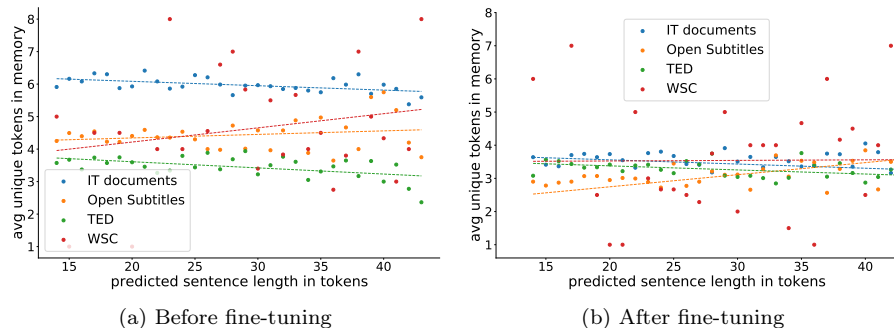 8
7
6
5
4
3
2
1
avg unique tokens in memory
IT documents
Open Subtitles
TED
WSC
15 20 25 30 35 40
predicted sentence length in tokens
(a) Before fine-tuning
8
7
6
5
4
3
2
1
avg unique tokens in memory
IT documents
Open Subtitles
TED
WSC
15 20 25 30 35 40
predicted sentence length in tokens
(b) After fine-tuning